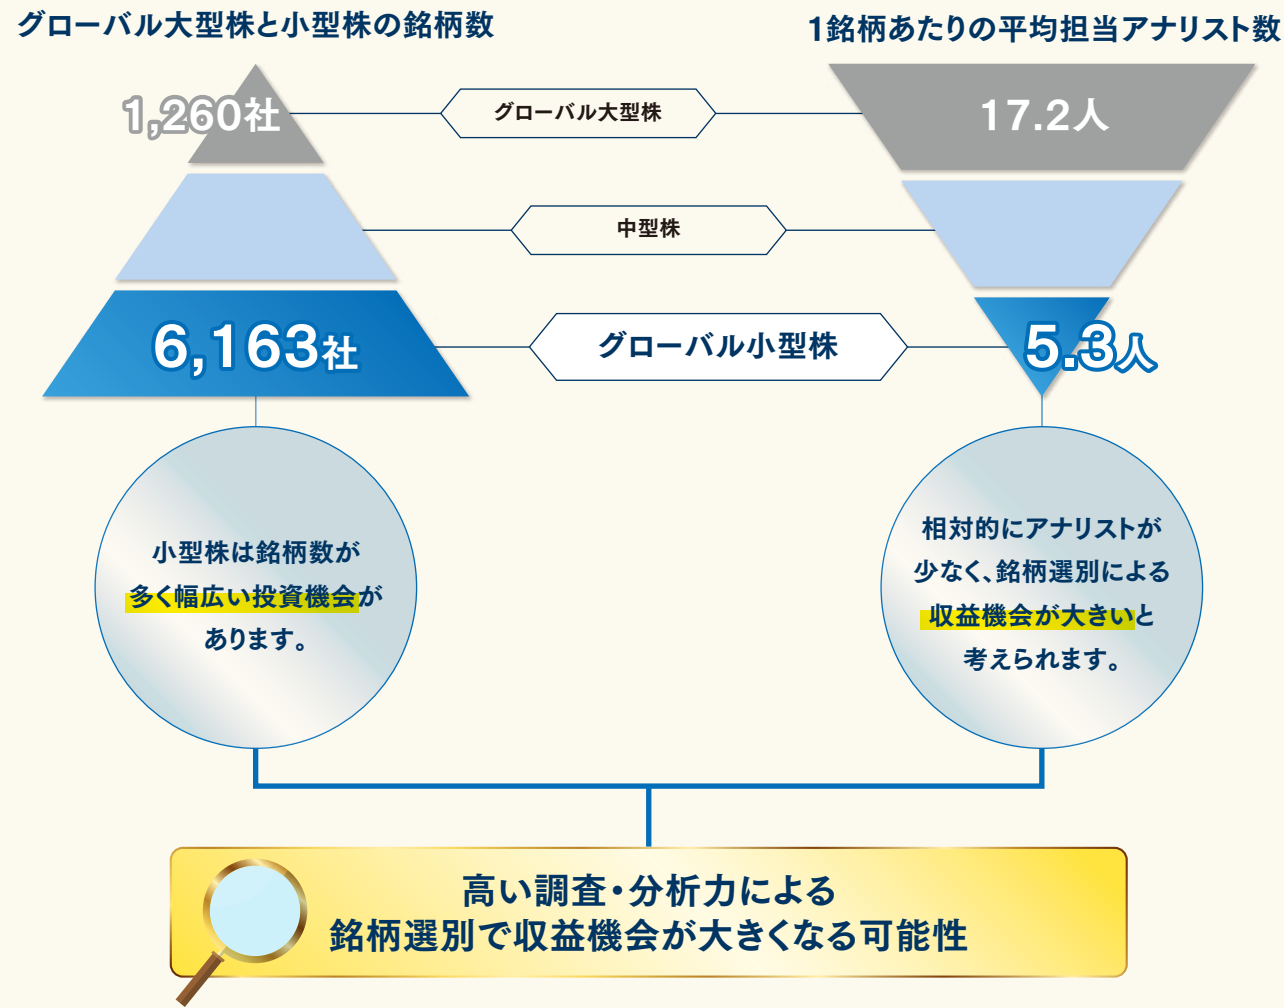 グローバル大型株と小型株の銘柄数
1銘柄あたりの平均担当アナリスト数
1,260社
グローバル大型株
17.2人
中型株
6,163社
グローバル小型株
5.3人
小型株は銘柄数が
多く幅広い投資機会が
あります。
相対的にアナリストが
少なく、銘柄選別による
収益機会が大きいと
考えられます。
高い調査・分析力による
銘柄選別で収益機会が大きくなる可能性